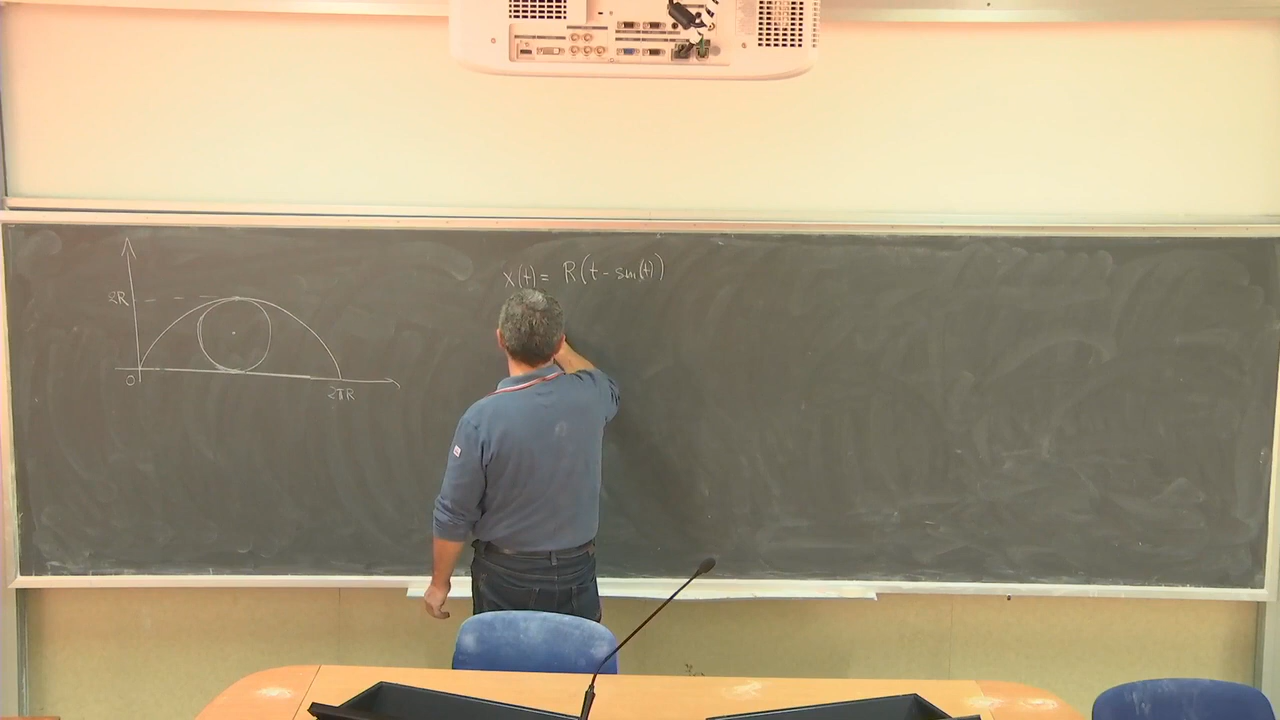 x(t) = R(t - sin(t))
2R
0
2πR